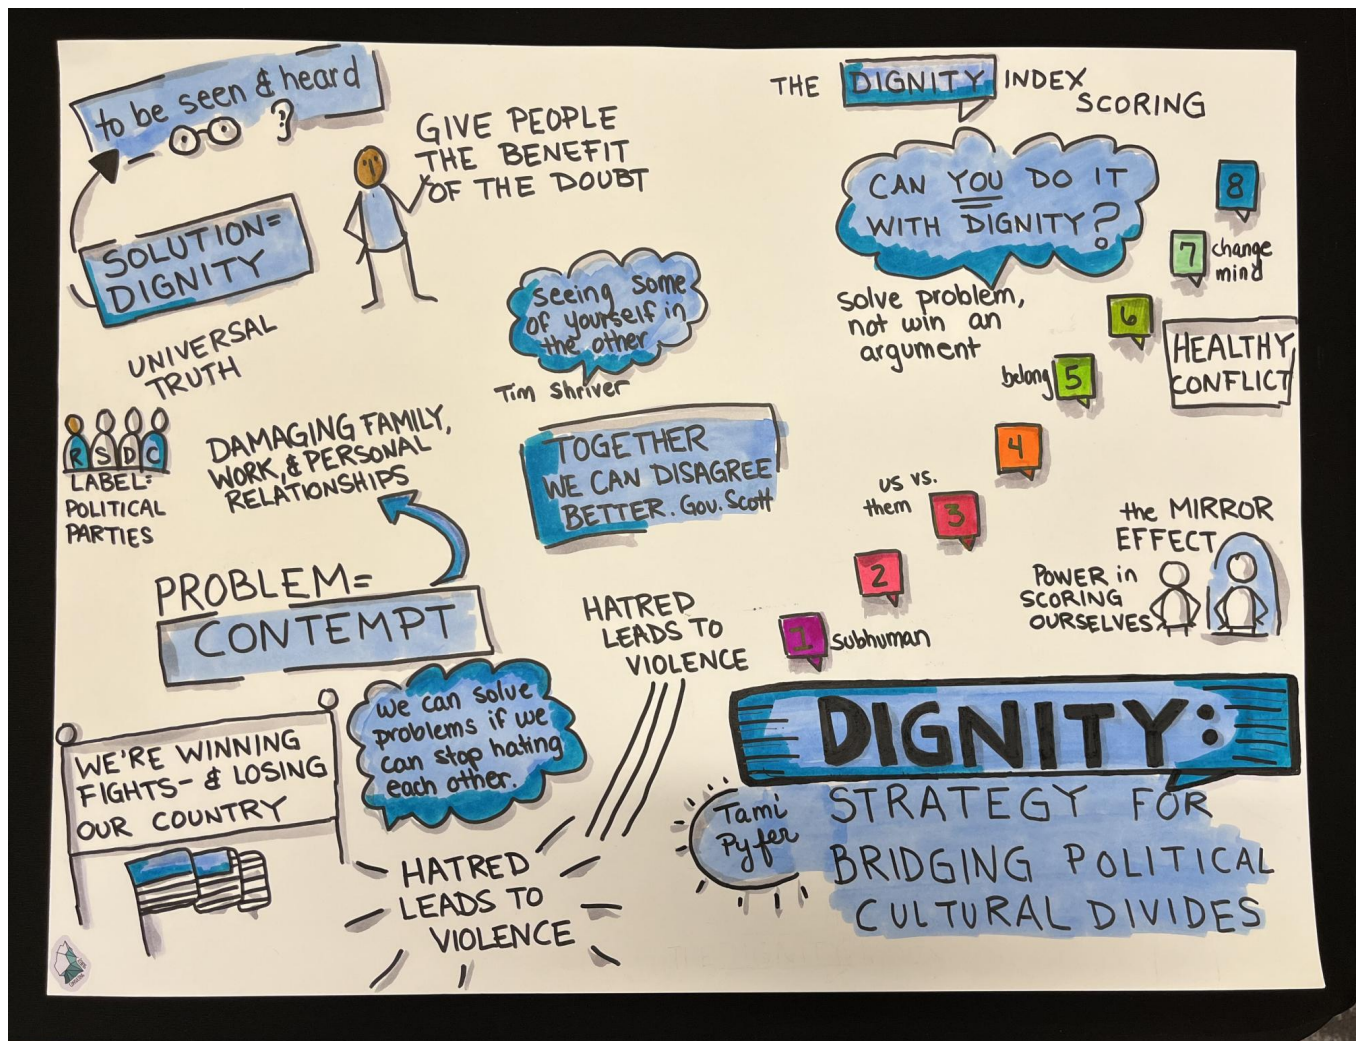 to be seen & heard
?
GIVE PEOPLE
THE BENEFIT
OF THE DOUBT
SOLUTION=
DIGNITY
UNIVERSAL
TRUTH
seeing some
of yourself in
the other
Tim Shriver
R S D C
LABEL:
POLITICAL
PARTIES
DAMAGING FAMILY,
WORK, & PERSONAL
RELATIONSHIPS
TOGETHER
WE CAN DISAGREE
BETTER. Gov. Scott
PROBLEM=
CONTEMPT
HATRED
LEADS TO
VIOLENCE
we can solve
problems if we
can stop hating
each other.
WE'RE WINNING
FIGHTS- & LOSING
OUR COUNTRY
HATRED
LEADS TO
VIOLENCE
THE DIGNITY INDEX
SCORING
CAN YOU DO IT
WITH DIGNITY?
solve problem,
not win an
argument
8
7 change
mind
6
HEALTHY
CONFLICT
belong 5
4
us vs.
them 3
2
1 subhuman
the MIRROR
EFFECT
POWER in
SCORING
OURSELVES
DIGNITY:
Tami
Pyfer
STRATEGY FOR
BRIDGING POLITICAL
CULTURAL DIVIDES